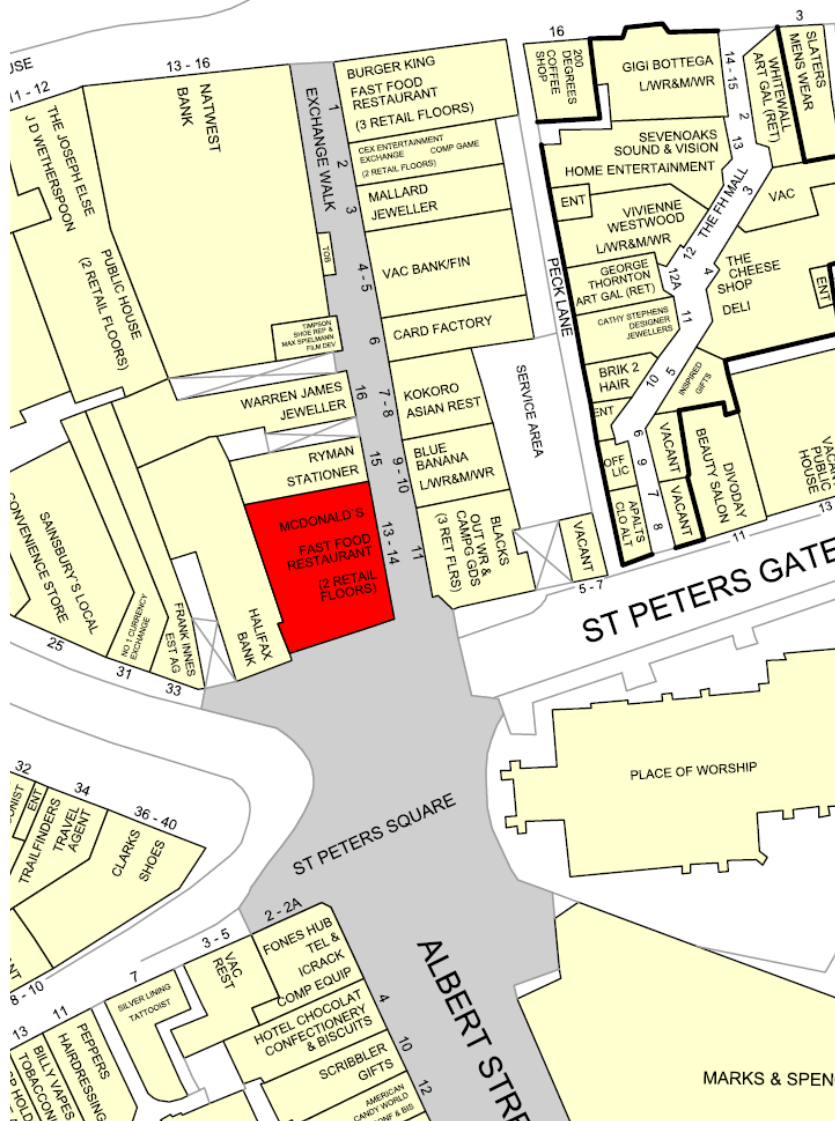 USE
11 - 12
13 - 16
THE JOSEPH ELSE
J D WETHERSPOON
PUBLIC HOUSE
(2 RETAIL FLOORS)
NATWEST
BANK
EXCHANGE WALK
1
BURGER KING
FAST FOOD
RESTAURANT
(3 RETAIL FLOORS)
2
CEX ENTERTAINMENT
EXCHANGE COMP GAME
(2 RETAIL FLOORS)
3
MALLARD
JEWELLER
TOB
4 - 5
VAC BANK/FIN
TIMPSON
SHOE REP &
MAX SPIELMANN
FILM DEV
6
CARD FACTORY
WARREN JAMES
JEWELLER
16
7 - 8
KOKORO
ASIAN REST
RYMAN
STATIONER
15
9 - 10
BLUE
BANANA
L/WR&M/WR
MCDONALD`S
FAST FOOD
RESTAURANT
(2 RETAIL
FLOORS)
13 - 14
11
BLACKS
OUT WR &
CAMPG GDS
(3 RET FLRS)
SERVICE AREA
VACANT
5 - 7
PECK LANE
16
200
DEGREES
COFFEE
SHOP
GIGI BOTTEGA
L/WR&M/WR
14 - 15
2
WHITEWALL
ART GAL (RET)
3
SLATERS
MENS WEAR
SEVENOAKS
SOUND & VISION
HOME ENTERTAINMENT
13
THE FH MALL
3
VAC
ENT
VIVIENNE
WESTWOOD
L/WR&M/WR
12
GEORGE
THORNTON
ART GAL (RET)
12A
4
THE
CHEESE
SHOP
DELI
ENT
CATHY STEPHENS
DESIGNER
JEWELLERS
11
BRIK 2
HAIR
10
5
INSPIRED
GIFTS
ENT
6
OFF
LIC
9
VACANT
7
APALTS
CLO ALT
8
VACANT
DIVODAY
BEAUTY SALON
VACANT
PUBLIC
HOUSE
11
13
ST PETERS GATE
SAINSBURY'S LOCAL
CONVENIENCE STORE
25
NO 1 CURRENCY
EXCHANGE
31
FRANK INNES
EST AG
33
HALIFAX
BANK
PLACE OF WORSHIP
32
ENT
34
TRAILFINDERS
TRAVEL
AGENT
36 - 40
CLARKS
SHOES
ST PETERS SQUARE
2 - 2A
FONES HUB
TEL &
ICRACK
COMP EQUIP
3 - 5
VAC
REST
7
SILVER LINING
TATTOOIST
8 - 10
11
PEPPERS
HAIRDRESSING
13
BILLY VAPES
HOTEL CHOCOLAT
CONFECTIONERY
& BISCUITS
4
SCRIBBLER
GIFTS
10
AMERICAN
CANDY WORLD
12
ALBERT STRE
MARKS & SPEN